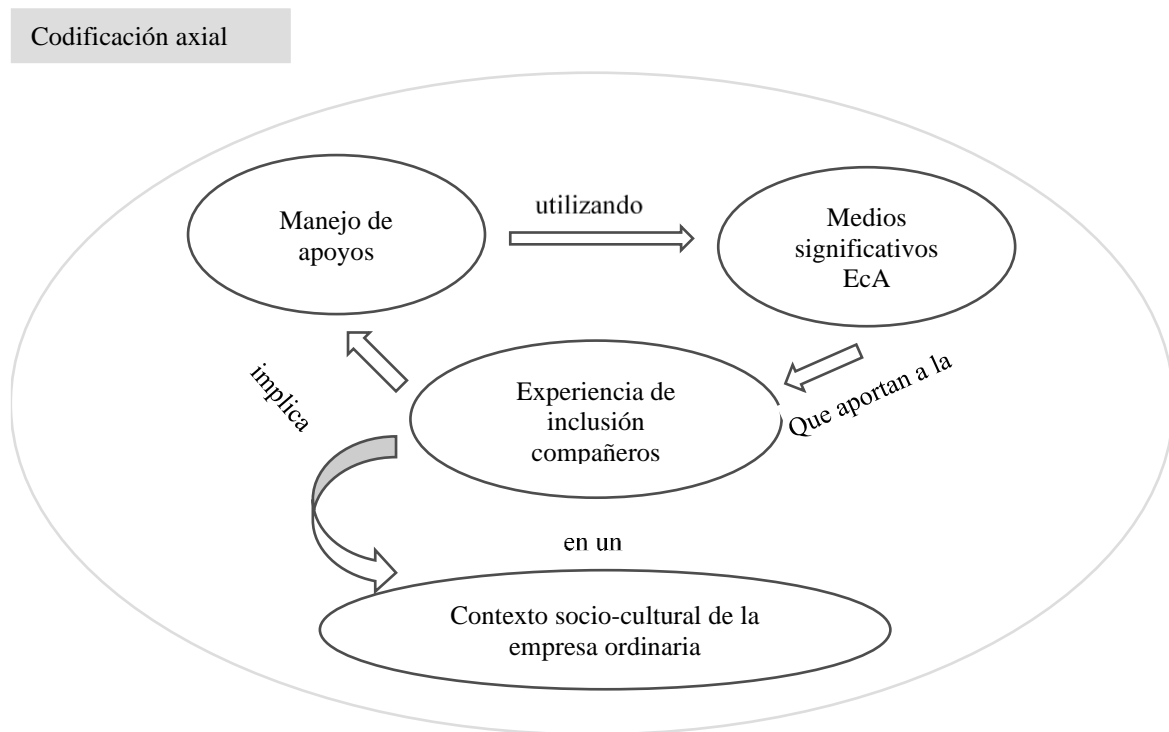 Codificación axial
Manejo de
apoyos
utilizando
Medios
significativos
EcA
implica
Experiencia de
inclusión
compañeros
Que aportan a la
en un
Contexto socio-cultural de la
empresa ordinaria